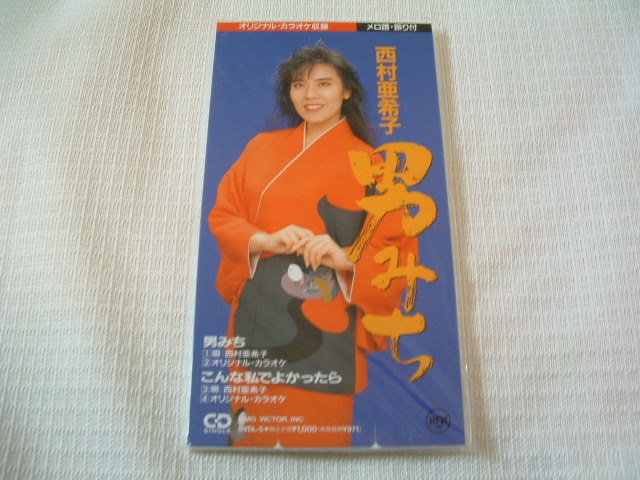 オリジナル・カラオケ収録
メロ譜・振り付
西村亜希子
男みち
男みち
1.唄 西村亜希子
2.オリジナル・カラオケ
こんな私でよかったら
3.唄 西村亜希子
4.オリジナル・カラオケ
CD
SINGLE
BMG VICTOR, INC.
¥1,000
¥971